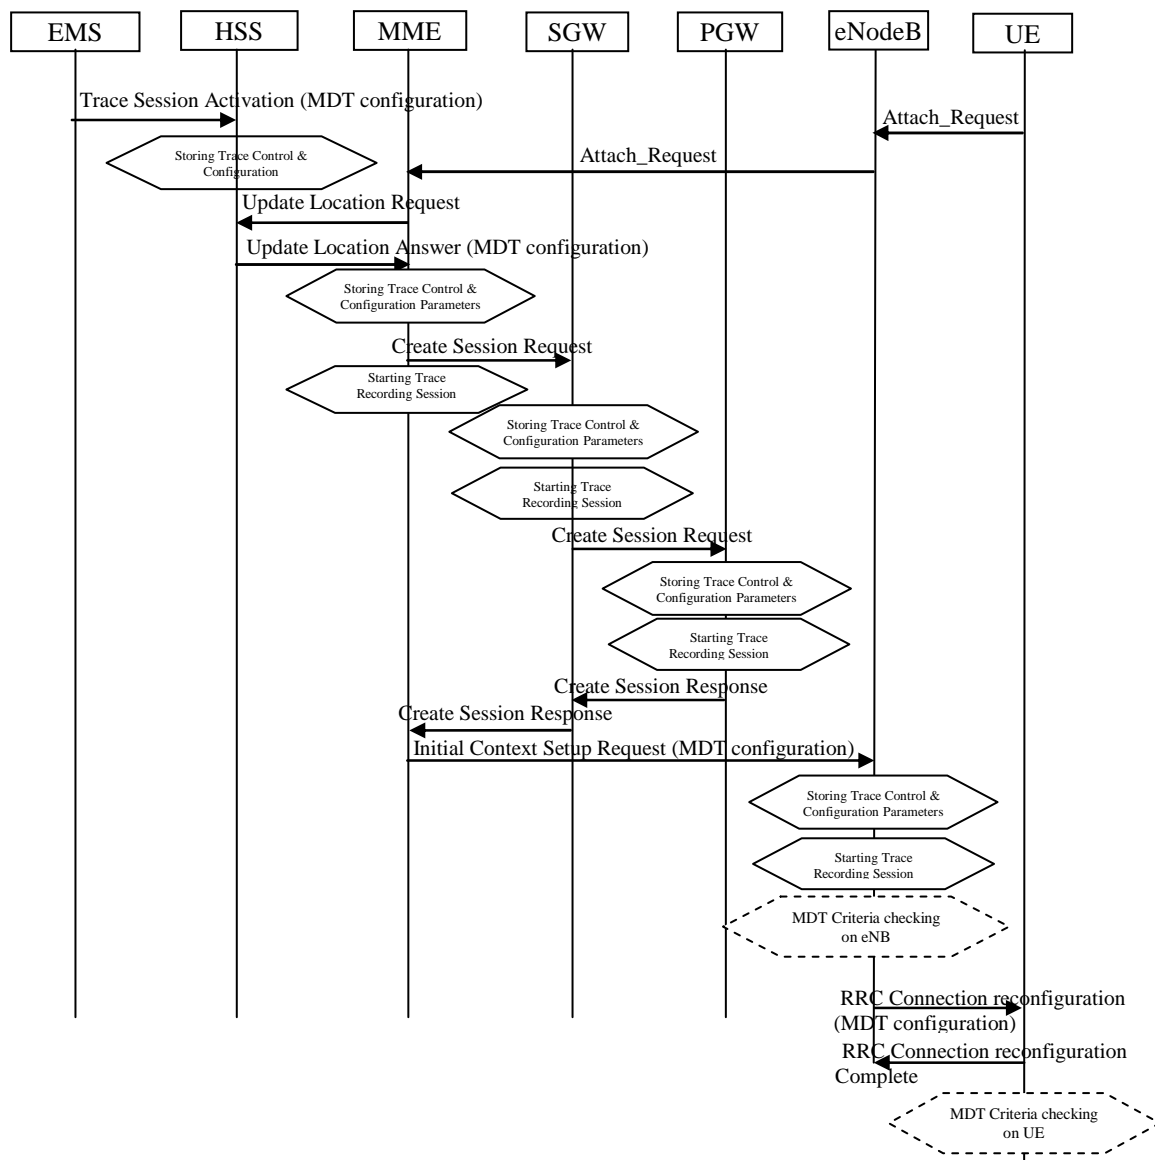 EMS
HSS
MME
SGW
PGW
eNodeB
UE
Trace Session Activation (MDT configuration)
Attach_Request
Storing Trace Control &
Configuration
Attach_Request
Update Location Request
Update Location Answer (MDT configuration)
Storing Trace Control &
Configuration Parameters
Create Session Request
Starting Trace
Recording Session
Storing Trace Control &
Configuration Parameters
Starting Trace
Recording Session
Create Session Request
Storing Trace Control &
Configuration Parameters
Starting Trace
Recording Session
Create Session Response
Create Session Response
Initial Context Setup Request (MDT configuration)
Storing Trace Control &
Configuration Parameters
Starting Trace
Recording Session
MDT Criteria checking
on eNB
RRC Connection reconfiguration
(MDT configuration)
RRC Connection reconfiguration
Complete
MDT Criteria checking
on UE